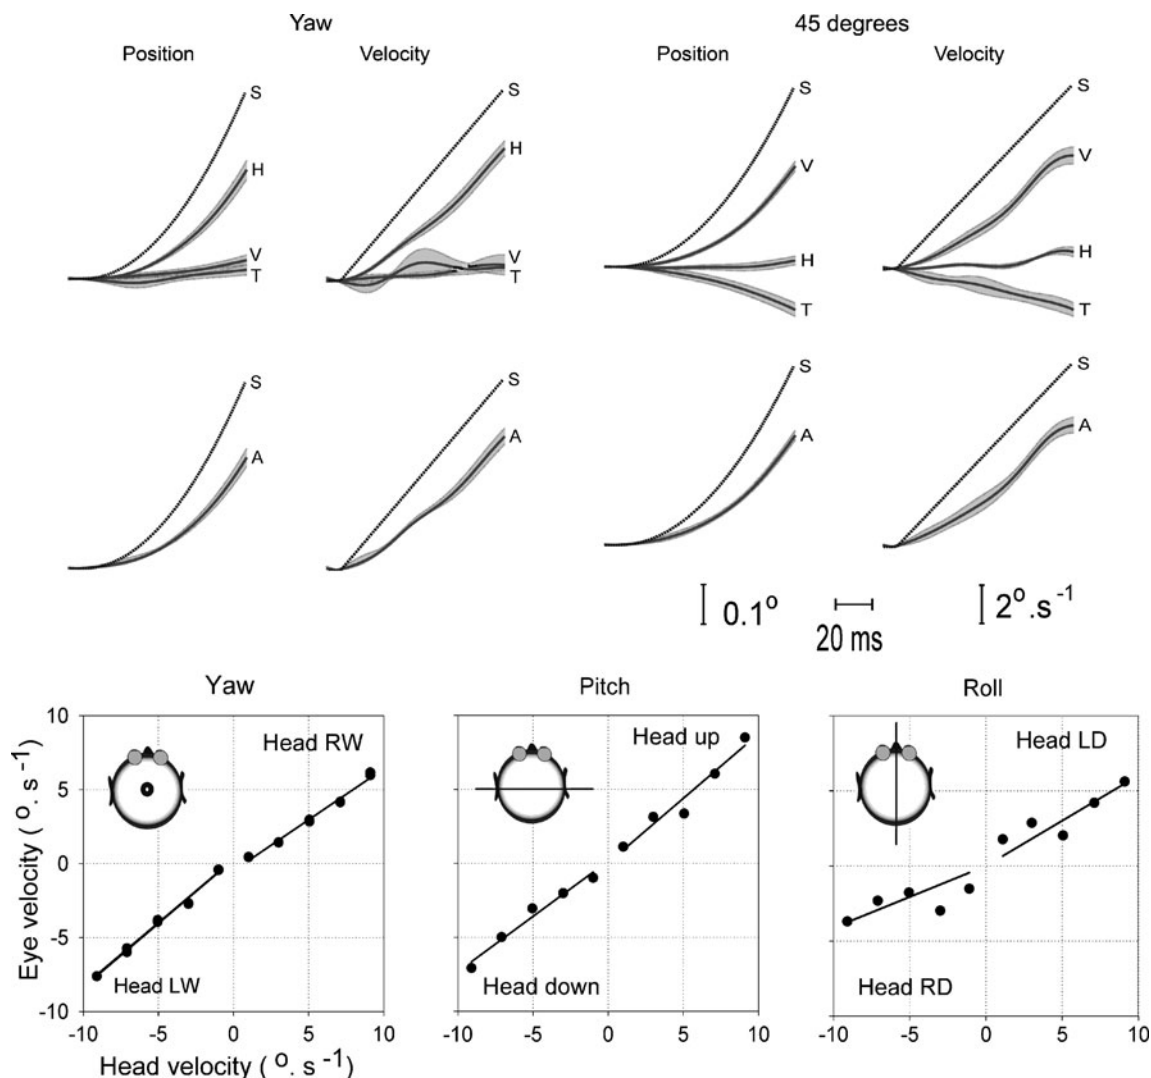 Yaw 45 degrees
Position Velocity Position Velocity
S S S S
H H V V
V V H H
T T T T
S S S S
A A A A
0.1° 20 ms 2°.s⁻¹
Yaw Pitch Roll
Eye velocity (°. s⁻¹)
10
5
0
-5
-10
Head RW Head up Head LD
Head LW Head down Head RD
-10 -5 0 5 10 -10 -5 0 5 10 -10 -5 0 5 10
Head velocity (°. s⁻¹)